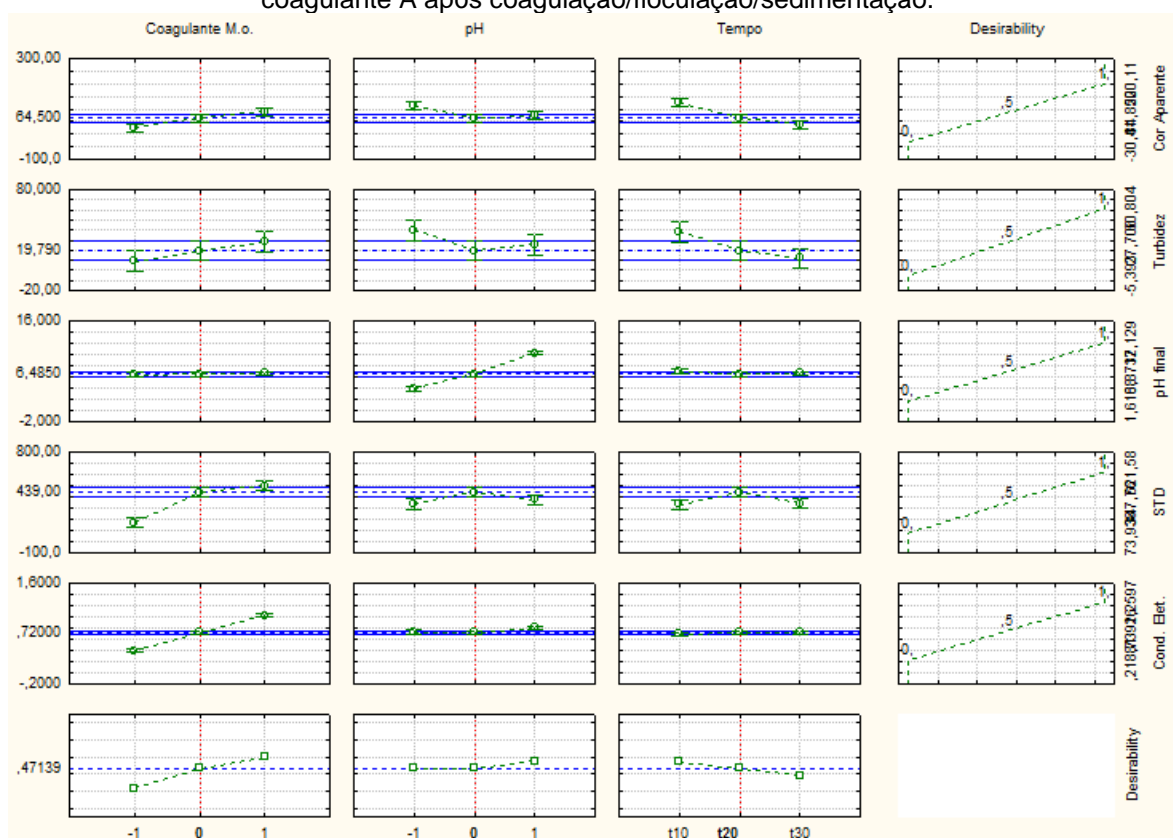 coagulante A após coagulação/floculação/sedimentação.
Coagulante M.o. pH Tempo Desirability
300,00
64,500
-100,0
0, ,5 1,
Cor Aparente
80,000
19,790
-20,00
0, ,5 1,
Turbidez
16,000
6,4850
-2,000
0, ,5 1,
pH final
800,00
439,00
-100,0
0, ,5 1,
STD
1,6000
,72000
-,2000
0, ,5 1,
Cond. Elet.
,47139
Desirability
-1 0 1 -1 0 1 t10 t20 t30